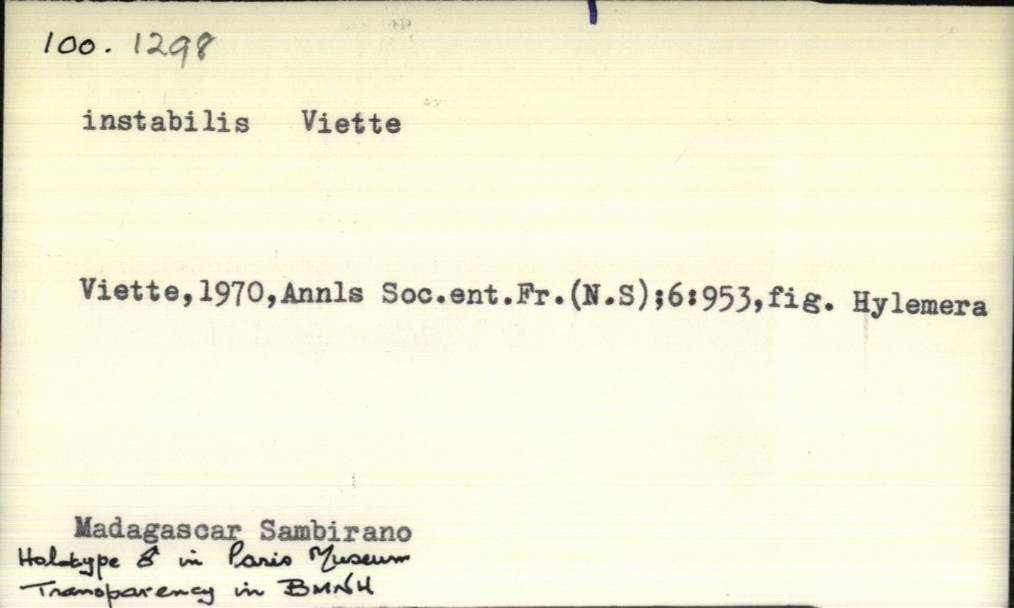 100. 1298
instabilis Viette
Viette,1970,Annls Soc.ent.Fr.(N.S);6:953,fig. Hylemera
Madagascar Sambirano
Holotype ♂ in Paris Museum
Transparency in BMNH